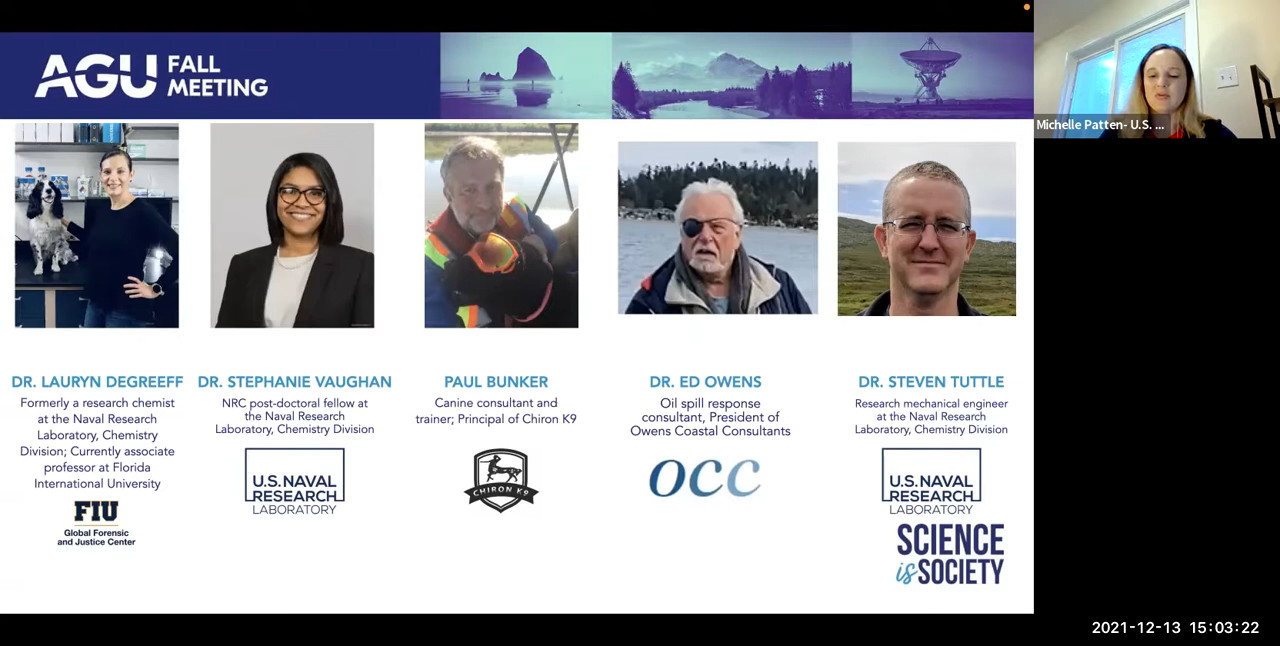 AGU FALL MEETING
Michelle Patten- U.S. ...
DR. LAURYN DEGREEFF
Formerly a research chemist
at the Naval Research
Laboratory, Chemistry
Division; Currently associate
professor at Florida
International University
FIU
Global Forensic
and Justice Center
DR. STEPHANIE VAUGHAN
NRC post-doctoral fellow at
the Naval Research
Laboratory, Chemistry Division
U.S. NAVAL
RESEARCH
LABORATORY
PAUL BUNKER
Canine consultant and
trainer; Principal of Chiron K9
CHIRON K9
DR. ED OWENS
Oil spill response
consultant, President of
Owens Coastal Consultants
OCC
DR. STEVEN TUTTLE
Research mechanical engineer
at the Naval Research
Laboratory, Chemistry Division
U.S. NAVAL
RESEARCH
LABORATORY
SCIENCE
is SOCIETY
2021-12-13 15:03:22